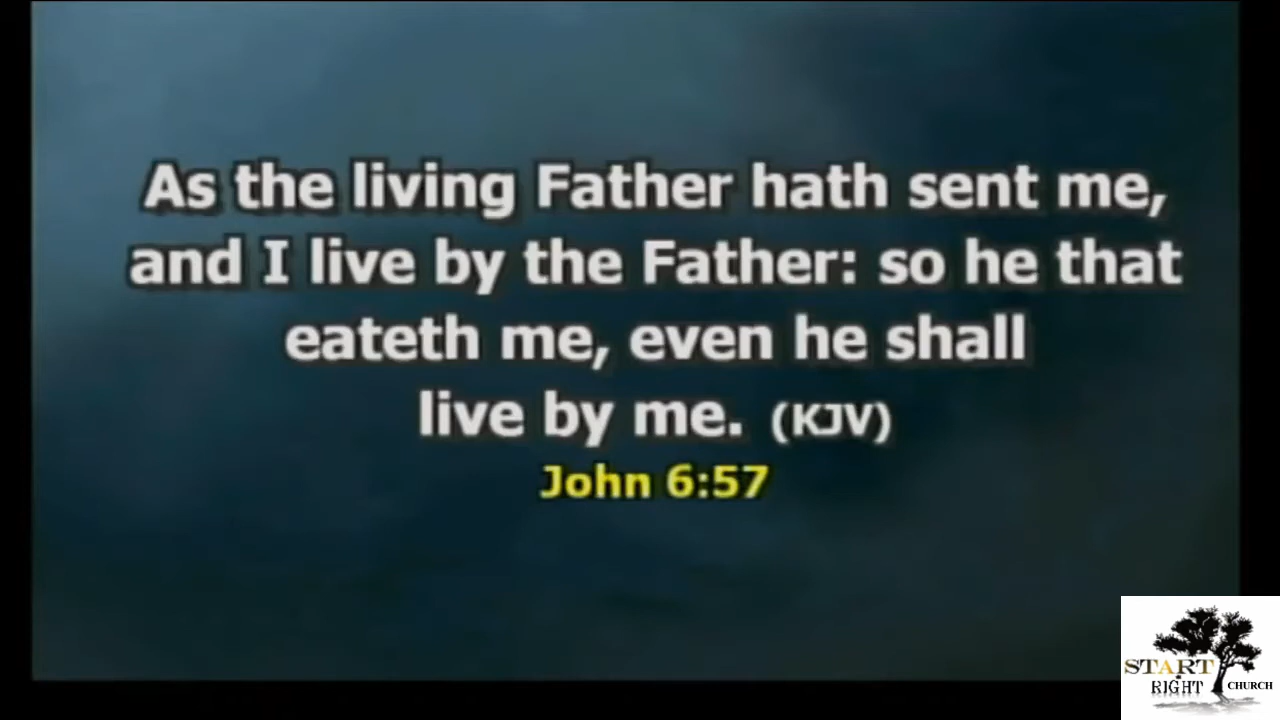 As the living Father hath sent me,
and I live by the Father: so he that
eateth me, even he shall
live by me. (KJV)
John 6:57
START
RIGHT CHURCH